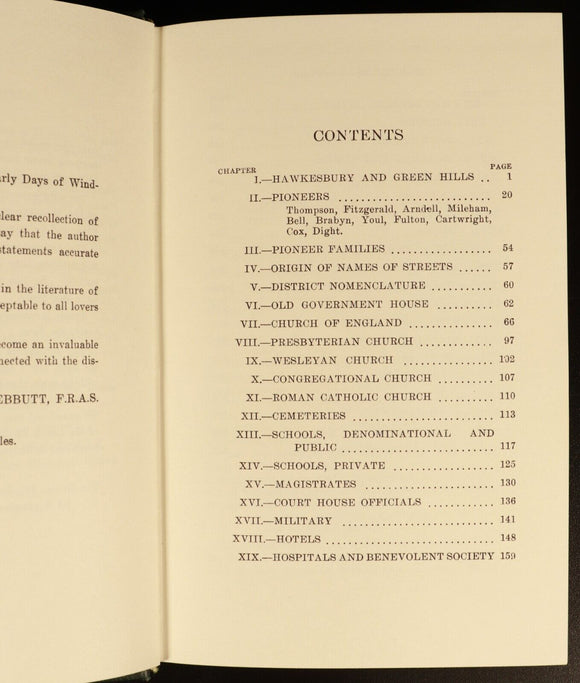 arly Days of Wind-
lear recollection of
ay that the author
statements accurate
in the literature of
eptable to all lovers
ecome an invaluable
nected with the dis-
EBBUTT, F.R.A.S.
les.
CONTENTS
CHAPTER PAGE
I.—HAWKESBURY AND GREEN HILLS .. 1
II.—PIONEERS ............................ 20
Thompson, Fitzgerald, Arndell, Mileham,
Bell, Brabyn, Youl, Fulton, Cartwright,
Cox, Dight.
III.—PIONEER FAMILIES .................. 54
IV.—ORIGIN OF NAMES OF STREETS ...... 57
V.—DISTRICT NOMENCLATURE ........... 60
VI.—OLD GOVERNMENT HOUSE .......... 62
VII.—CHURCH OF ENGLAND .............. 66
VIII.—PRESBYTERIAN CHURCH ............ 97
IX.—WESLEYAN CHURCH ................ 102
X.—CONGREGATIONAL CHURCH ......... 107
XI.—ROMAN CATHOLIC CHURCH ......... 110
XII.—CEMETERIES ........................ 113
XIII.—SCHOOLS, DENOMINATIONAL AND
PUBLIC ........................... 117
XIV.—SCHOOLS, PRIVATE .................. 125
XV.—MAGISTRATES ....................... 130
XVI.—COURT HOUSE OFFICIALS ........... 136
XVII.—MILITARY .......................... 141
XVIII.—HOTELS ............................. 148
XIX.—HOSPITALS AND BENEVOLENT SOCIETY 159